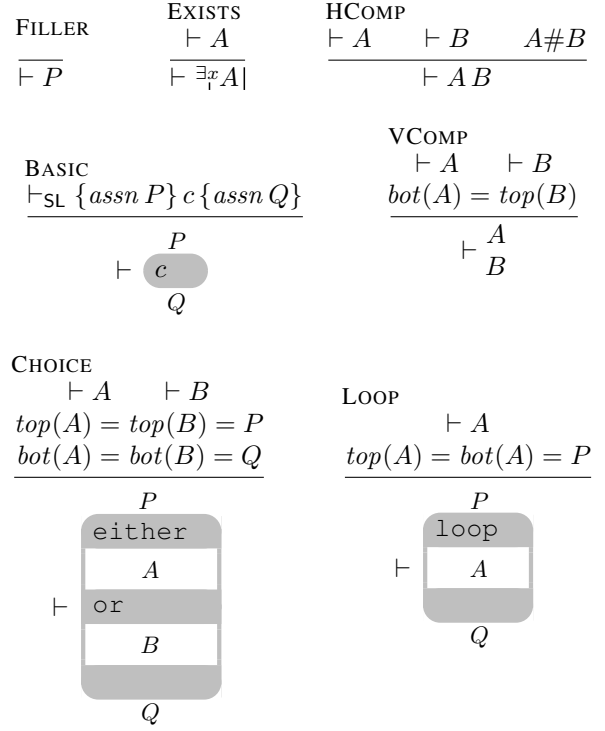 FILLER
⊢ P
EXISTS
⊢ A
⊢ ∃x A|
HCOMP
⊢ A ⊢ B A#B
⊢ A B
BASIC
⊢SL {assn P} c {assn Q}
P
⊢ c
Q
VCOMP
⊢ A ⊢ B
bot(A) = top(B)
⊢ A
B
CHOICE
⊢ A ⊢ B
top(A) = top(B) = P
bot(A) = bot(B) = Q
P
either
A
⊢ or
B
Q
LOOP
⊢ A
top(A) = bot(A) = P
P
loop
⊢ A
Q